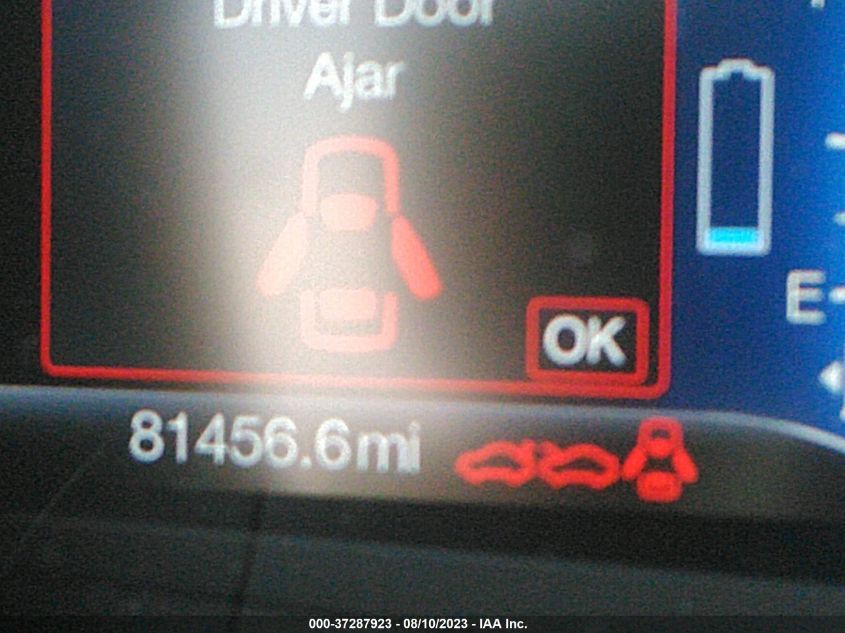 Driver Door
Ajar
E
OK
81456.6mi
000-37287923 - 08/10/2023 - IAA Inc.